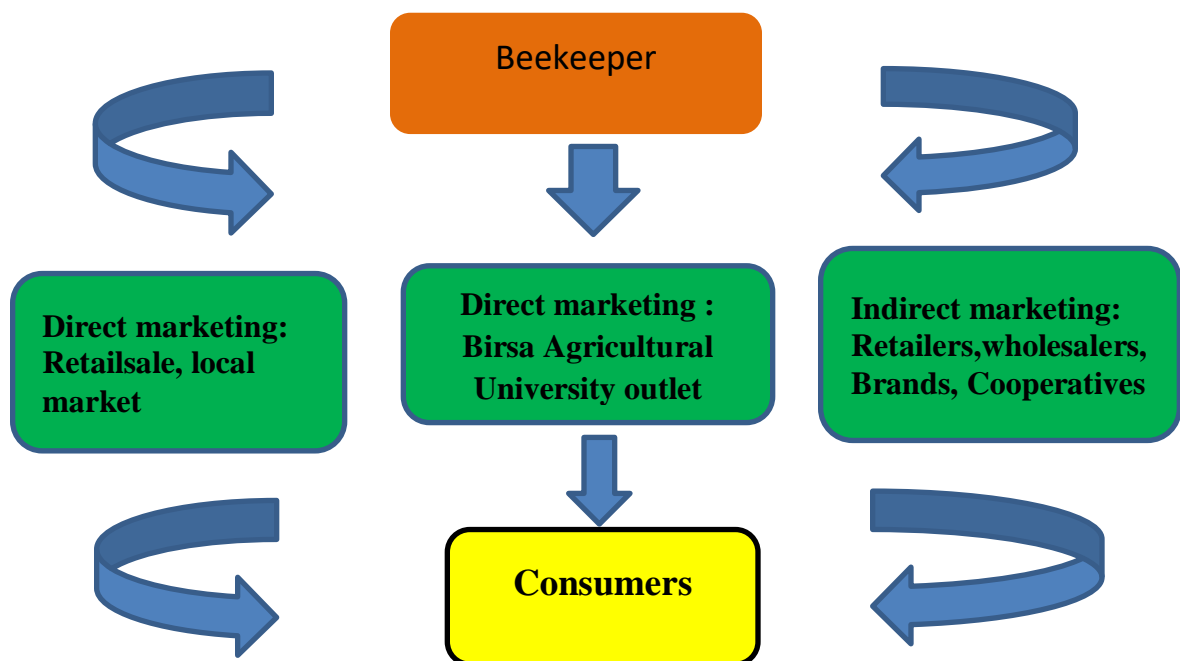 Beekeeper
Direct marketing:
Retailsale, local
market
Direct marketing :
Birsa Agricultural
University outlet
Indirect marketing:
Retailers,wholesalers,
Brands, Cooperatives
Consumers